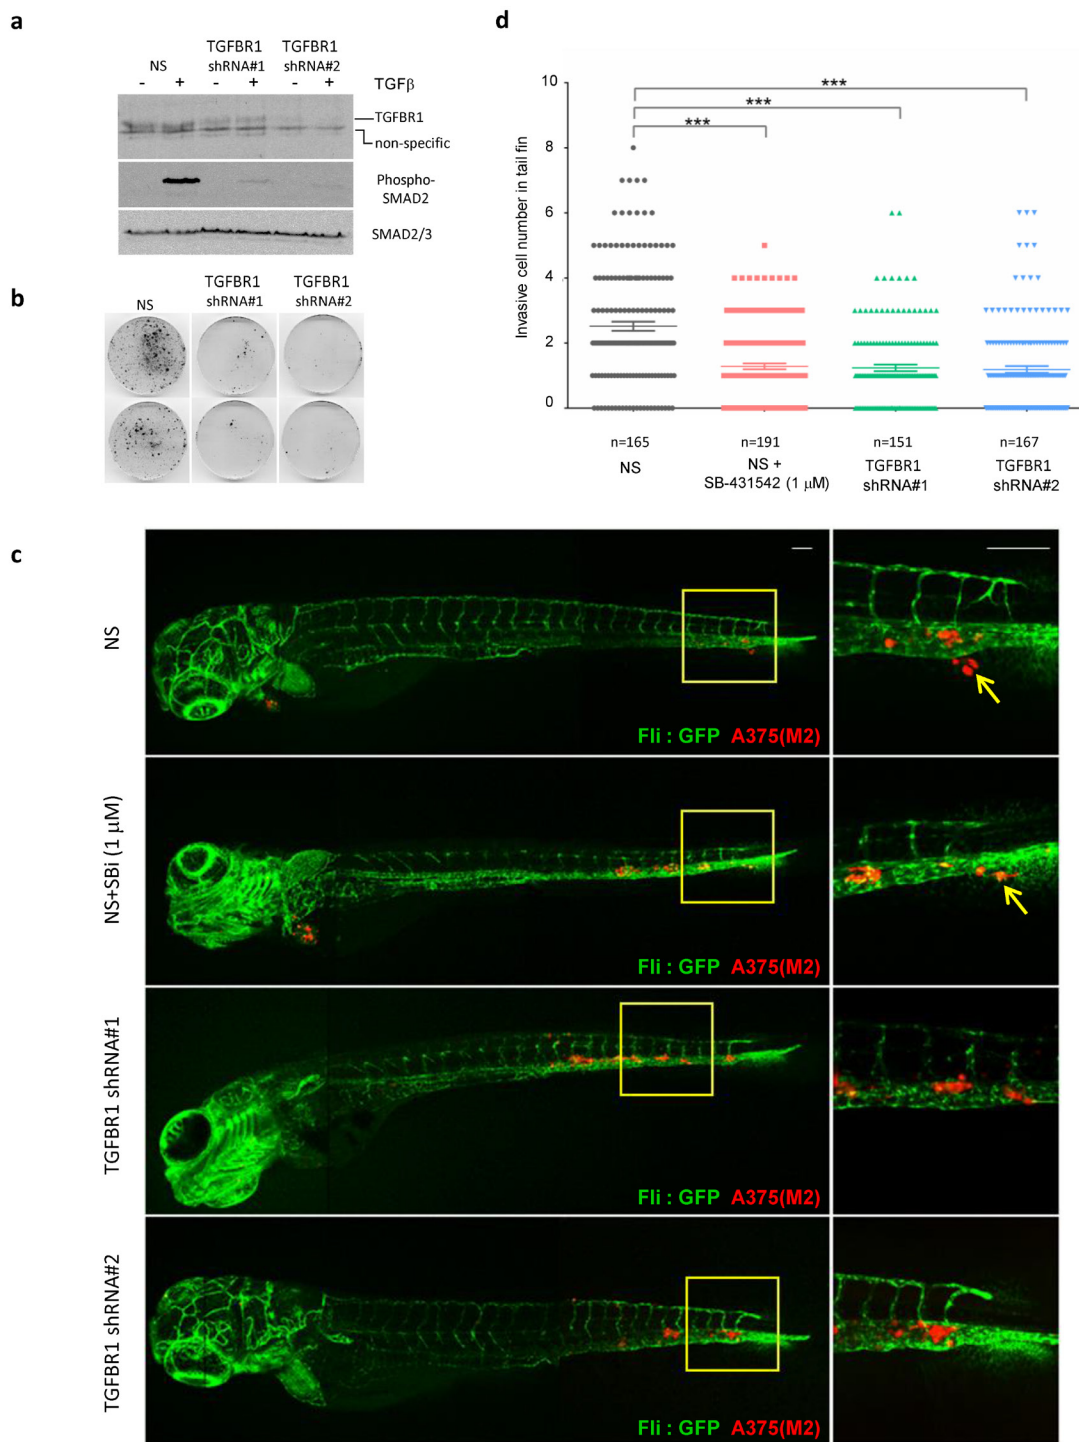 a
NS
TGFBR1
shRNA#1
TGFBR1
shRNA#2
- + - + - + TGFβ
TGFBR1
non-specific
Phospho-
SMAD2
SMAD2/3
b
NS
TGFBR1
shRNA#1
TGFBR1
shRNA#2
d
Invasive cell number in tail fin
10
8
6
4
2
0
***
***
***
n=165
NS
n=191
NS +
SB-431542 (1 μM)
n=151
TGFBR1
shRNA#1
n=167
TGFBR1
shRNA#2
c
NS
Fli : GFP A375(M2)
NS+SBi (1 μM)
Fli : GFP A375(M2)
TGFBR1 shRNA#1
Fli : GFP A375(M2)
TGFBR1 shRNA#2
Fli : GFP A375(M2)